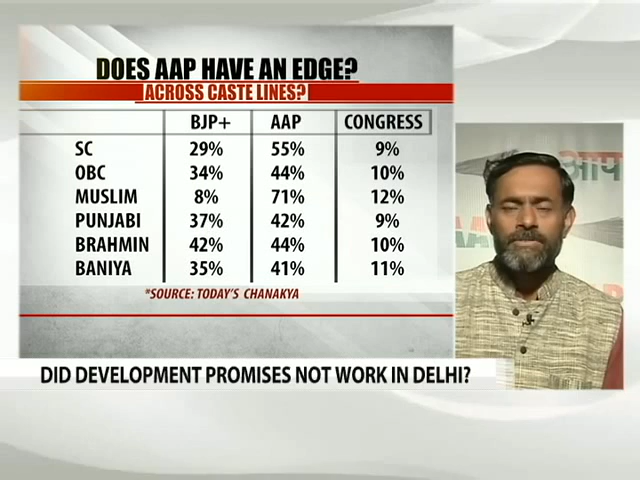 DOES AAP HAVE AN EDGE?
ACROSS CASTE LINES?
BJP+ AAP CONGRESS
SC 29% 55% 9%
OBC 34% 44% 10%
MUSLIM 8% 71% 12%
PUNJABI 37% 42% 9%
BRAHMIN 42% 44% 10%
BANIYA 35% 41% 11%
*SOURCE: TODAY'S CHANAKYA
आप
DID DEVELOPMENT PROMISES NOT WORK IN DELHI?